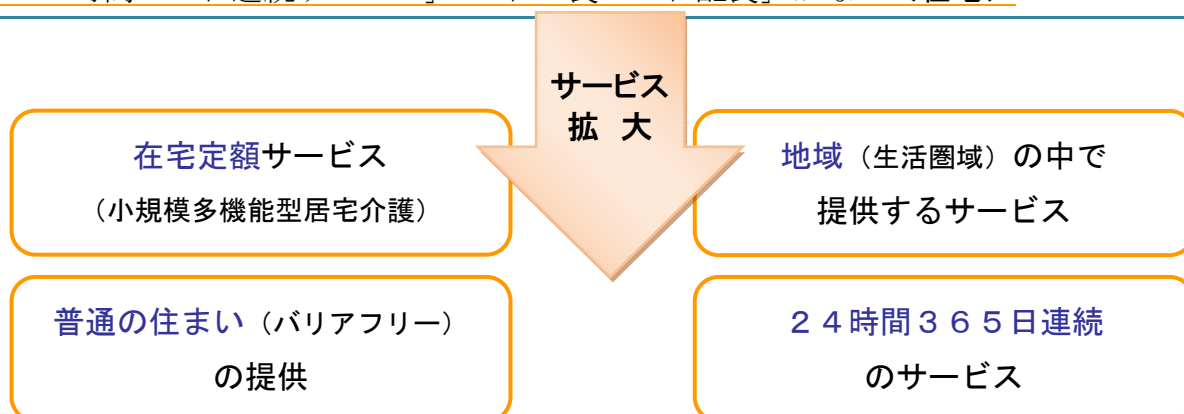 サービス
拡 大
在宅定額サービス
（小規模多機能型居宅介護）
地域（生活圏域）の中で
提供するサービス
普通の住まい（バリアフリー）
の提供
２４時間３６５日連続
のサービス